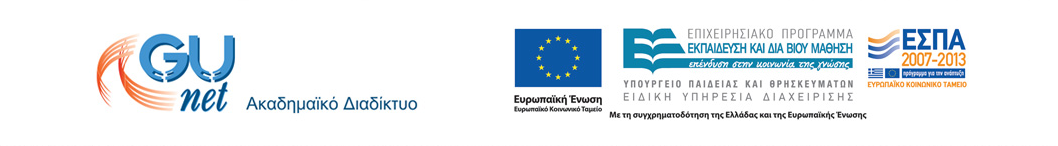 GU
net Ακαδημαϊκό Διαδίκτυο
Ευρωπαϊκή Ένωση
Ευρωπαϊκό Κοινωνικό Ταμείο
ΕΠΙΧΕΙΡΗΣΙΑΚΟ ΠΡΟΓΡΑΜΜΑ
ΕΚΠΑΙΔΕΥΣΗ ΚΑΙ ΔΙΑ ΒΙΟΥ ΜΑΘΗΣΗ
επένδυση στην κοινωνία της γνώσης
ΥΠΟΥΡΓΕΙΟ ΠΑΙΔΕΙΑΣ ΚΑΙ ΘΡΗΣΚΕΥΜΑΤΩΝ
ΕΙΔΙΚΗ ΥΠΗΡΕΣΙΑ ΔΙΑΧΕΙΡΙΣΗΣ
Με τη συγχρηματοδότηση της Ελλάδας και της Ευρωπαϊκής Ένωσης
ΕΣΠΑ
2007-2013
πρόγραμμα για την ανάπτυξη
ΕΥΡΩΠΑΪΚΟ ΚΟΙΝΩΝΙΚΟ ΤΑΜΕΙΟ